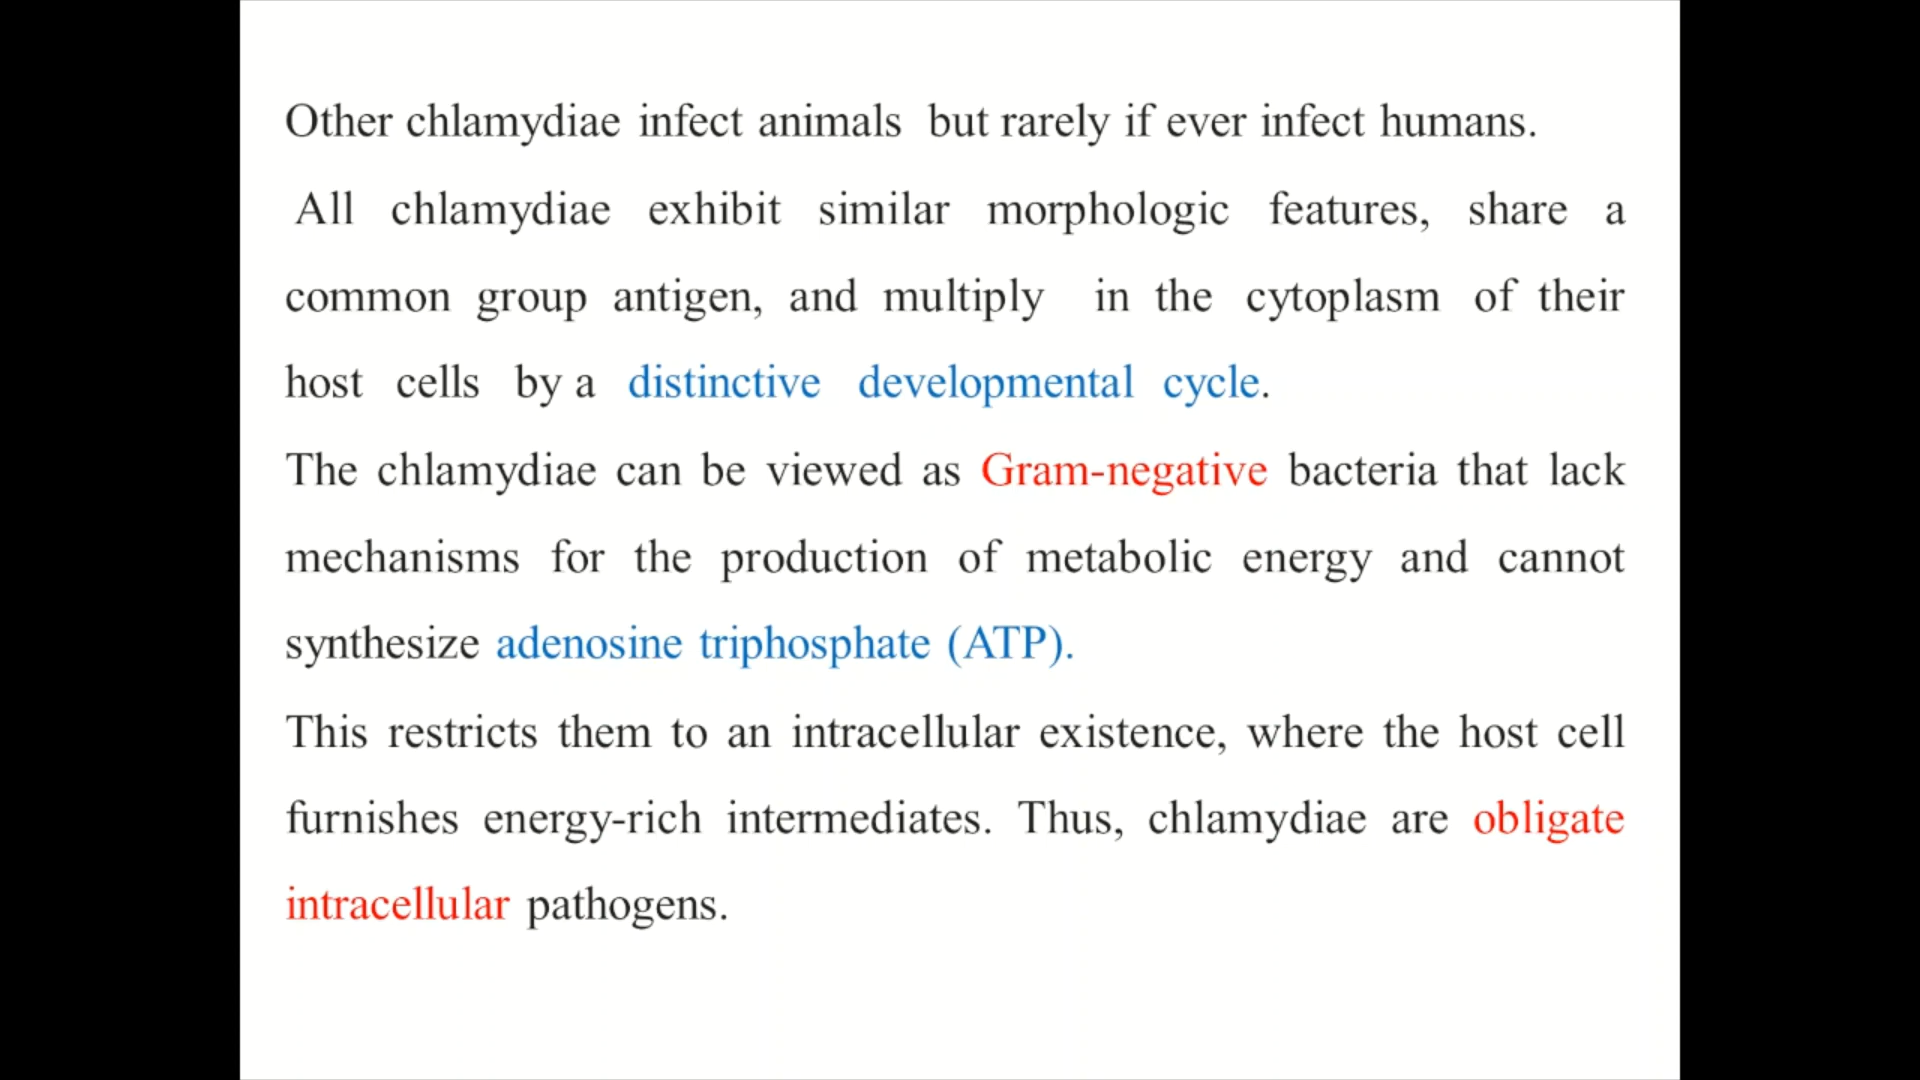 Other chlamydiae infect animals but rarely if ever infect humans.
All chlamydiae exhibit similar morphologic features, share a
common group antigen, and multiply in the cytoplasm of their
host cells by a distinctive developmental cycle.
The chlamydiae can be viewed as Gram-negative bacteria that lack
mechanisms for the production of metabolic energy and cannot
synthesize adenosine triphosphate (ATP).
This restricts them to an intracellular existence, where the host cell
furnishes energy-rich intermediates. Thus, chlamydiae are obligate
intracellular pathogens.